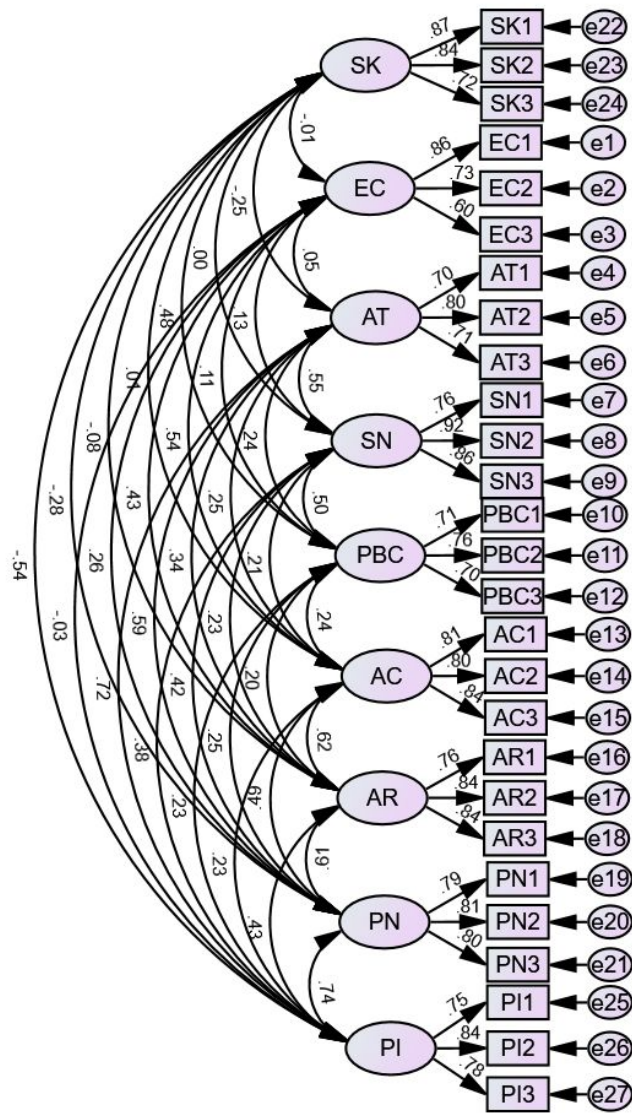 .87 SK1 e22
SK .84 SK2 e23
.72 SK3 e24
-.01
.86 EC1 e1
EC .73 EC2 e2
.60 EC3 e3
-.25
.05
.70 AT1 e4
.00
AT .80 AT2 e5
.48 .13
.71 AT3 e6
.01 .11 .55
.76 SN1 e7
-.08 .54 .24
SN .92 SN2 e8
.86 SN3 e9
-.28 .43 .25 .50
.71 PBC1 e10
-.54 .26 .34 .21
PBC .76 PBC2 e11
.70 PBC3 e12
-.03 .59 .23 .24
.81 AC1 e13
.72 .42 .20
AC .80 AC2 e14
.84 AC3 e15
.38 .25 .62
.76 AR1 e16
.23 .49
AR .84 AR2 e17
.84 AR3 e18
.23 .61
.79 PN1 e19
.43
PN .81 PN2 e20
.80 PN3 e21
.74
.75 PI1 e25
PI .84 PI2 e26
.78 PI3 e27